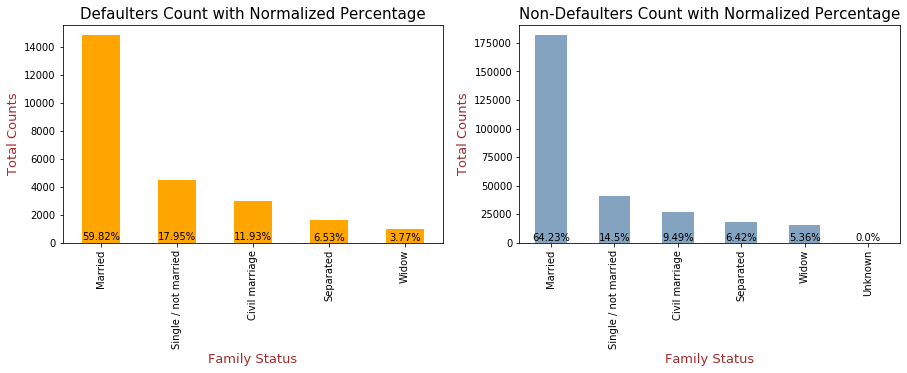 Defaulters Count with Normalized Percentage
Total Counts
14000
12000
10000
8000
6000
4000
2000
0
59.82%
17.95%
11.93%
6.53%
3.77%
Married
Single / not married
Civil marriage
Separated
Widow
Family Status
Non-Defaulters Count with Normalized Percentage
Total Counts
175000
150000
125000
100000
75000
50000
25000
0
64.23%
14.5%
9.49%
6.42%
5.36%
0.0%
Married
Single / not married
Civil marriage
Separated
Widow
Unknown
Family Status